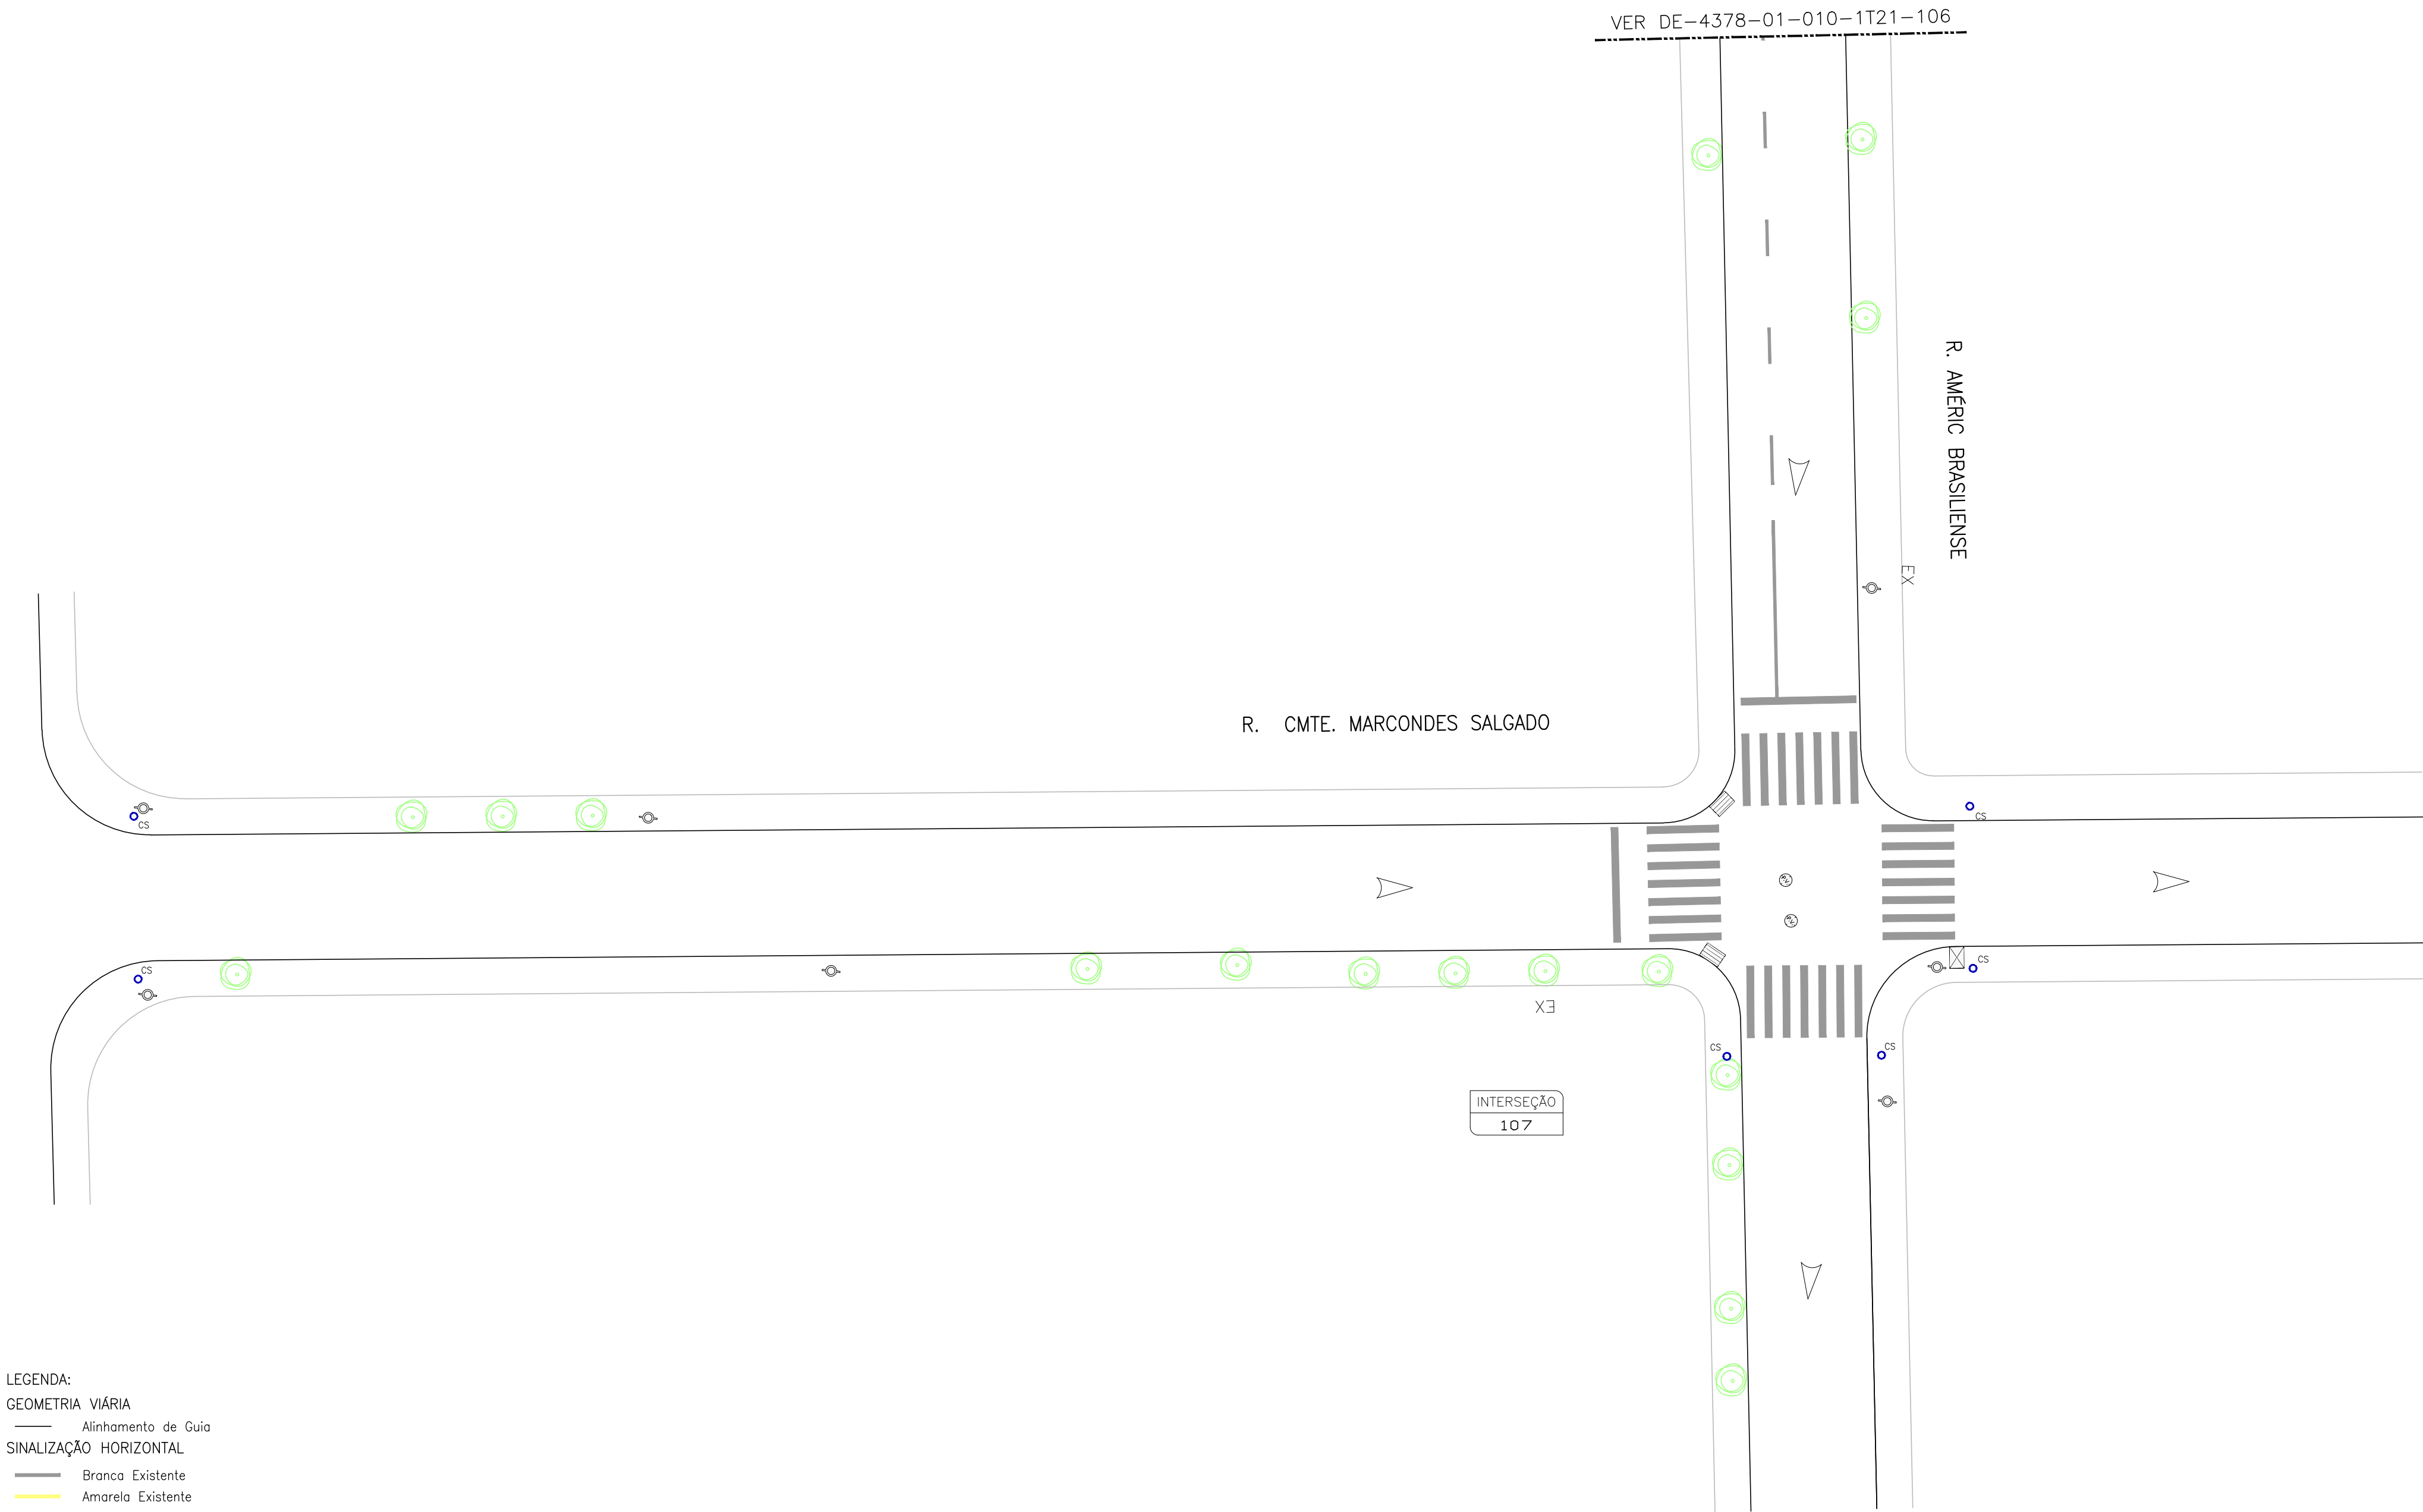 VER DE-4378-01-010-1T21-106
R. AMÉRIC BRASILIENSE
EX
R. CMTE. MARCONDES SALGADO
CS
CS
CS
CS
EX
CS
CS
INTERSEÇÃO
107
LEGENDA:
GEOMETRIA VIÁRIA
Alinhamento de Guia
SINALIZAÇÃO HORIZONTAL
Branca Existente
Amarela Existente